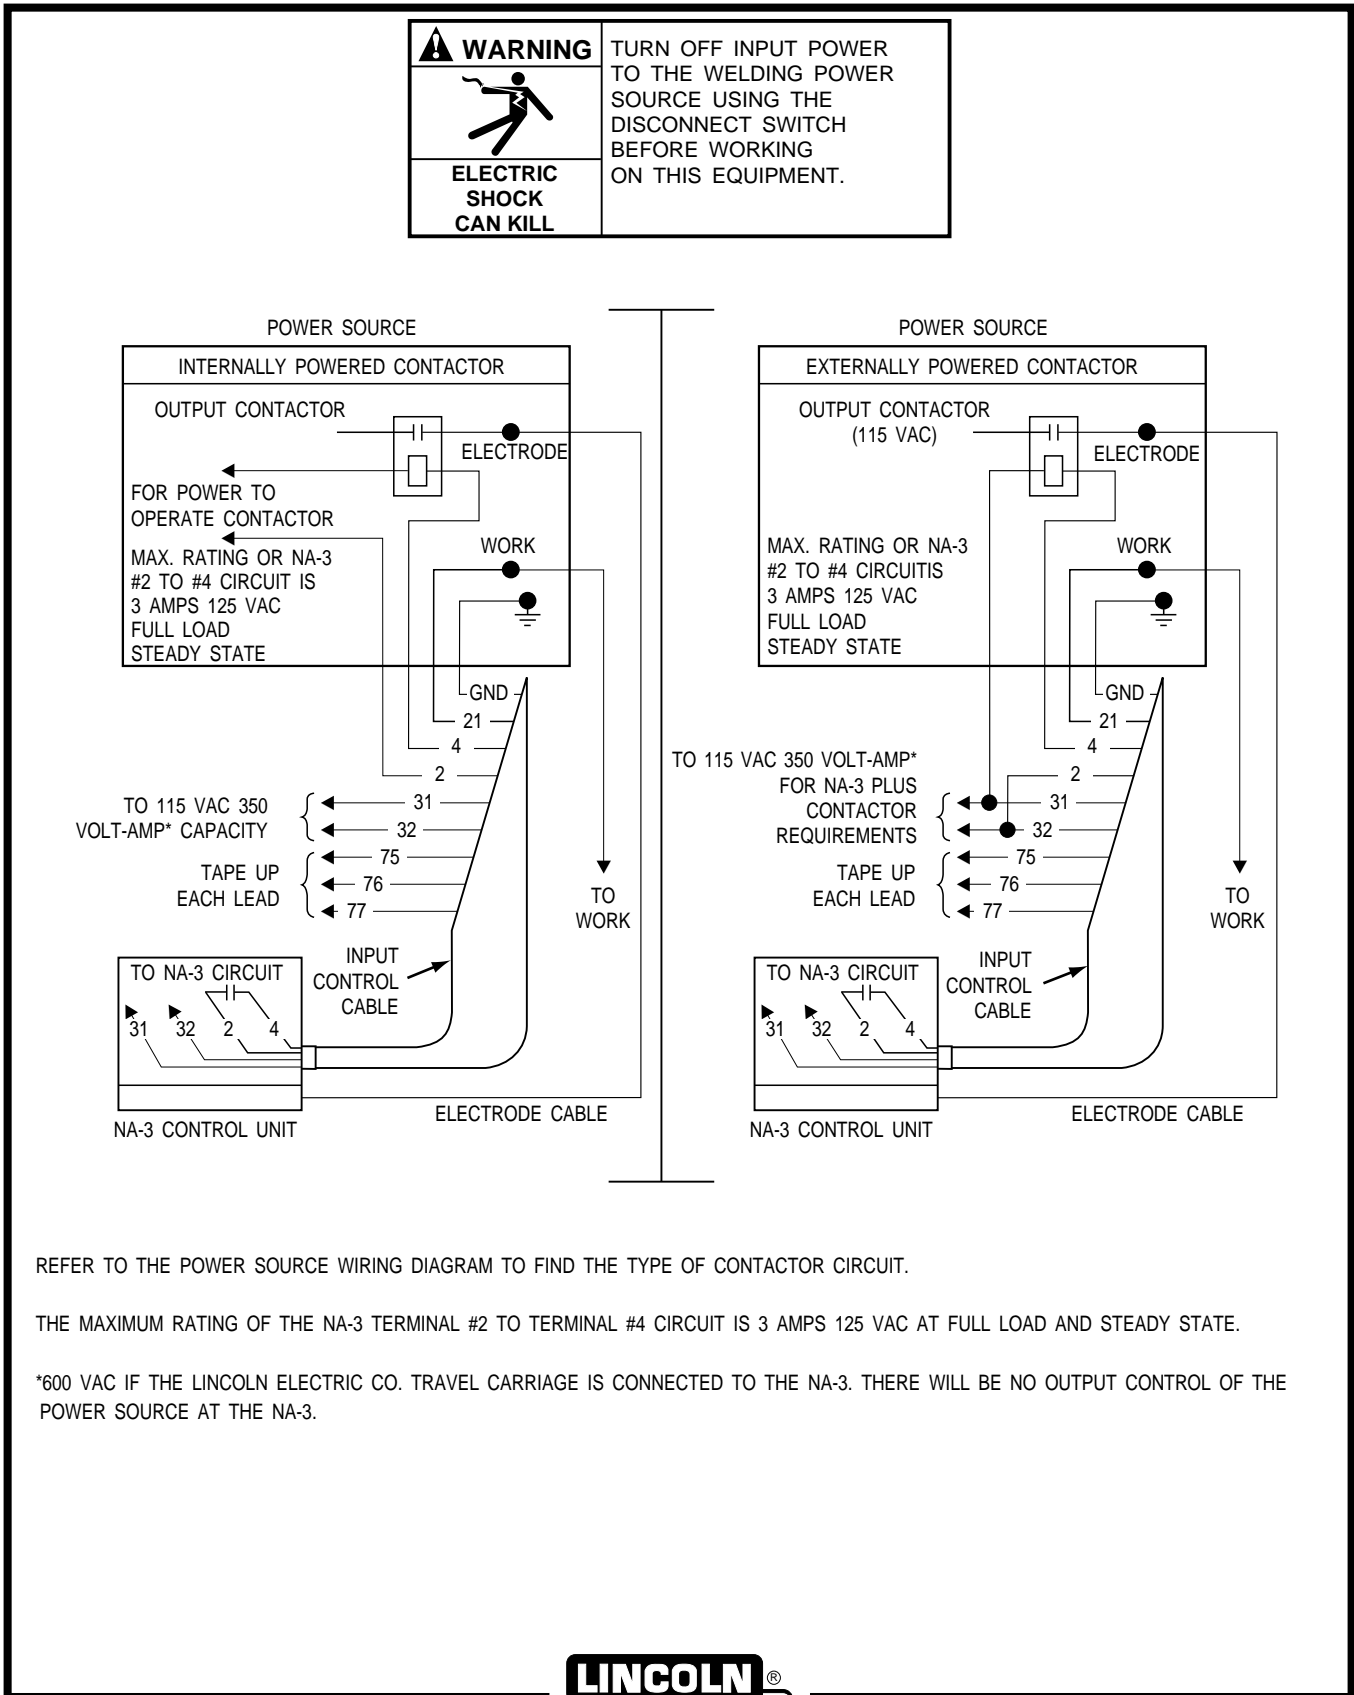 WARNING
ELECTRIC
SHOCK
CAN KILL
TURN OFF INPUT POWER
TO THE WELDING POWER
SOURCE USING THE
DISCONNECT SWITCH
BEFORE WORKING
ON THIS EQUIPMENT.
POWER SOURCE
INTERNALLY POWERED CONTACTOR
OUTPUT CONTACTOR
ELECTRODE
FOR POWER TO
OPERATE CONTACTOR
MAX. RATING OR NA-3
#2 TO #4 CIRCUIT IS
3 AMPS 125 VAC
FULL LOAD
STEADY STATE
WORK
GND
21
4
2
31
32
75
76
77
TO 115 VAC 350
VOLT-AMP* CAPACITY
TAPE UP
EACH LEAD
TO
WORK
INPUT
CONTROL
CABLE
TO NA-3 CIRCUIT
31 32 2 4
ELECTRODE CABLE
NA-3 CONTROL UNIT
POWER SOURCE
EXTERNALLY POWERED CONTACTOR
OUTPUT CONTACTOR
(115 VAC)
ELECTRODE
MAX. RATING OR NA-3
#2 TO #4 CIRCUITIS
3 AMPS 125 VAC
FULL LOAD
STEADY STATE
WORK
GND
21
4
2
31
32
75
76
77
TO 115 VAC 350 VOLT-AMP*
FOR NA-3 PLUS
CONTACTOR
REQUIREMENTS
TAPE UP
EACH LEAD
TO
WORK
INPUT
CONTROL
CABLE
TO NA-3 CIRCUIT
31 32 2 4
ELECTRODE CABLE
NA-3 CONTROL UNIT
REFER TO THE POWER SOURCE WIRING DIAGRAM TO FIND THE TYPE OF CONTACTOR CIRCUIT.
THE MAXIMUM RATING OF THE NA-3 TERMINAL #2 TO TERMINAL #4 CIRCUIT IS 3 AMPS 125 VAC AT FULL LOAD AND STEADY STATE.
*600 VAC IF THE LINCOLN ELECTRIC CO. TRAVEL CARRIAGE IS CONNECTED TO THE NA-3. THERE WILL BE NO OUTPUT CONTROL OF THE
POWER SOURCE AT THE NA-3.
LINCOLN ®